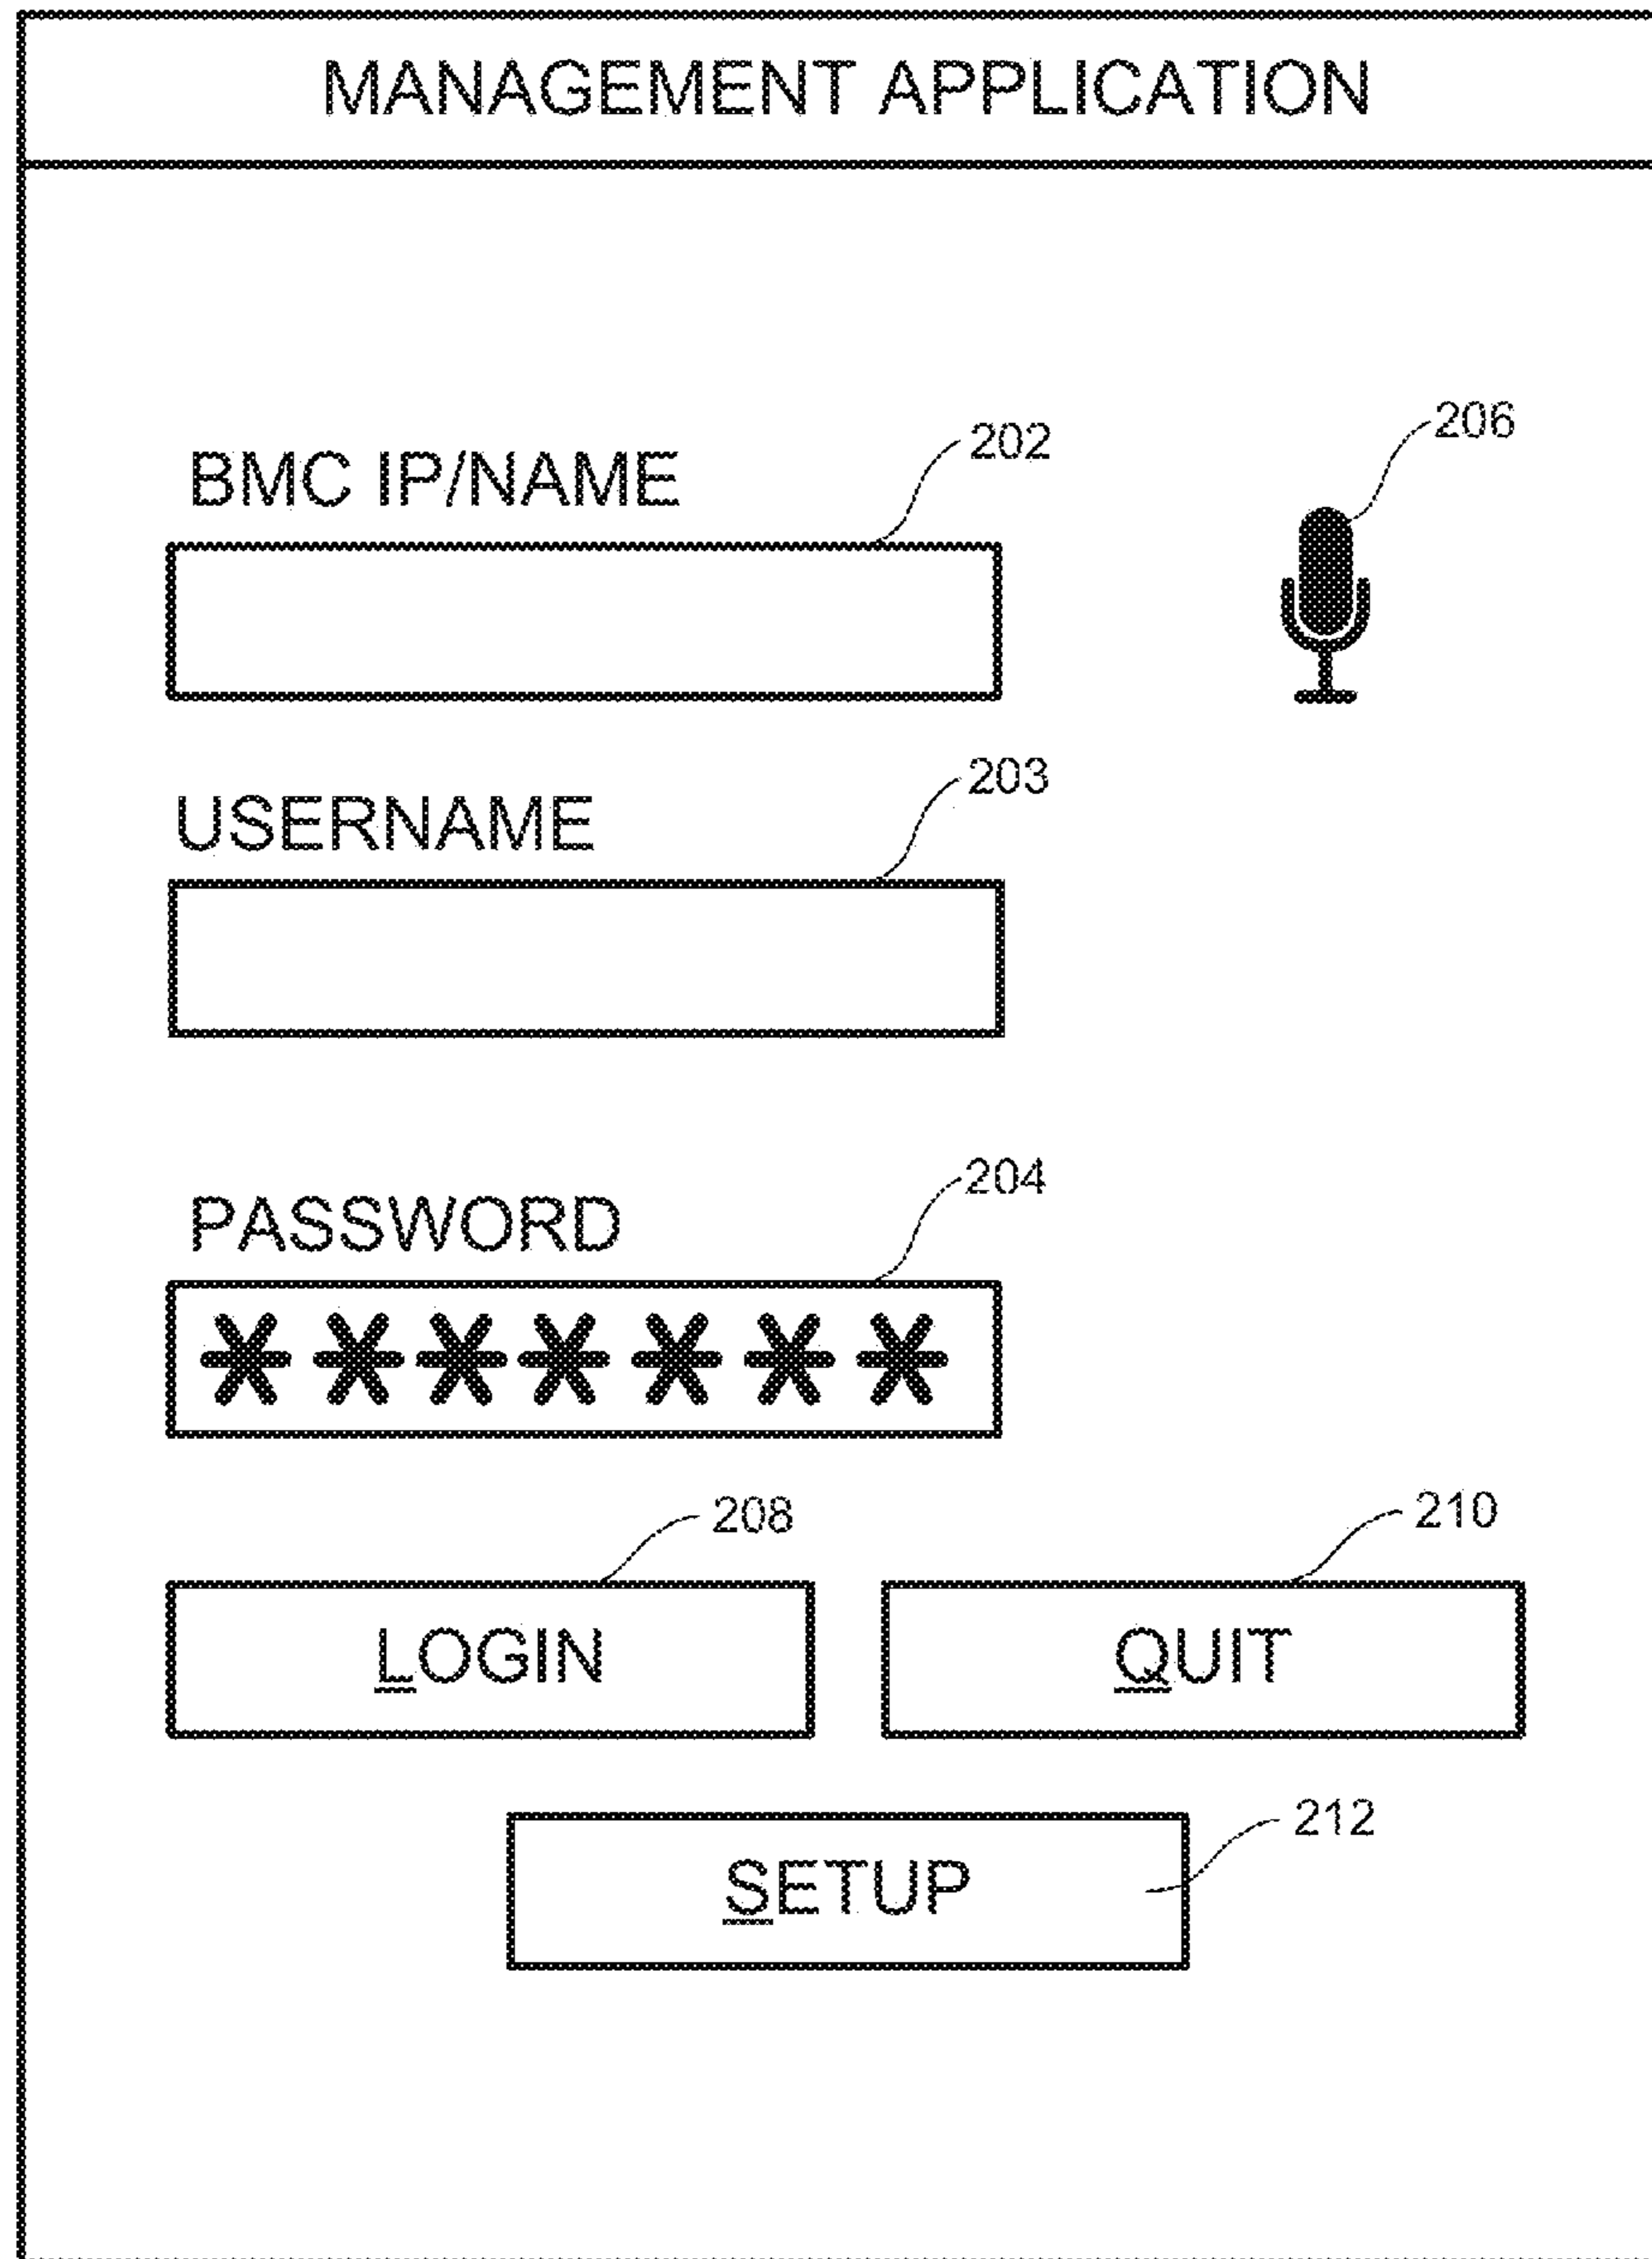 MANAGEMENT APPLICATION
206
202
BMC IP/NAME
203
USERNAME
204
PASSWORD
*******
208
210
LOGIN
QUIT
212
SETUP